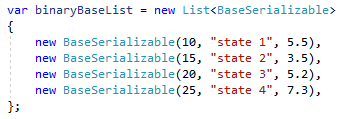 var binaryBaseList = new List<BaseSerializable>
{
    new BaseSerializable(10, "state 1", 5.5),
    new BaseSerializable(15, "state 2", 3.5),
    new BaseSerializable(20, "state 3", 5.2),
    new BaseSerializable(25, "state 4", 7.3),
};